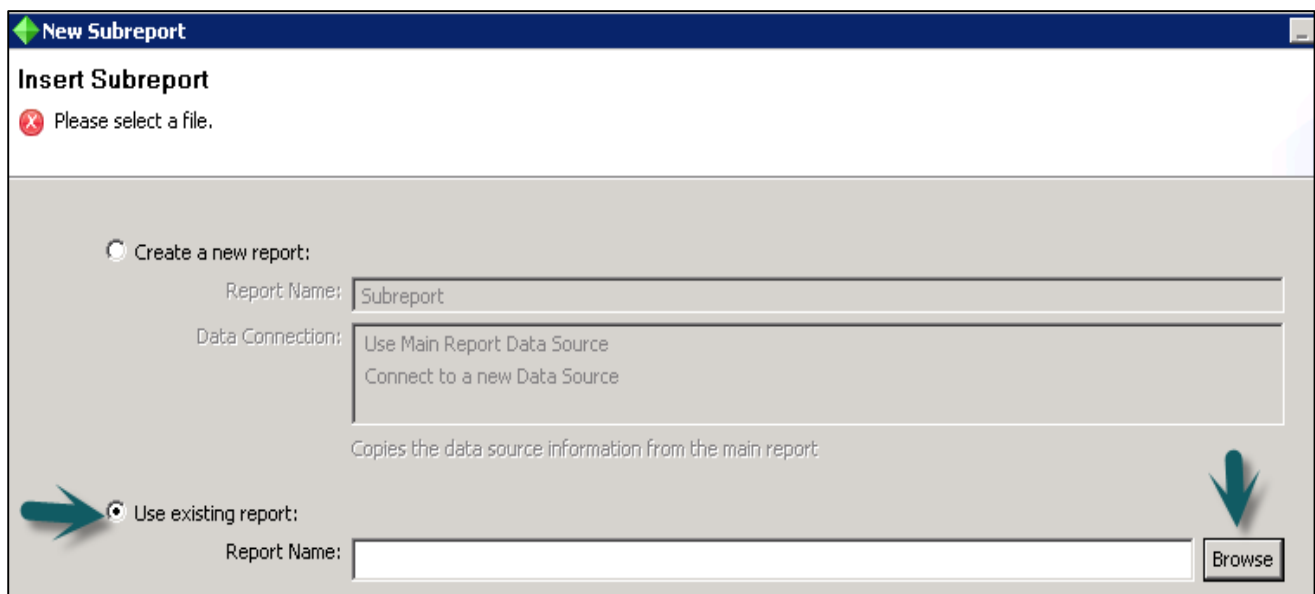 New Subreport
Insert Subreport
Please select a file.
Create a new report:
Report Name: Subreport
Data Connection: Use Main Report Data Source
Connect to a new Data Source
Copies the data source information from the main report
Use existing report:
Report Name: Browse